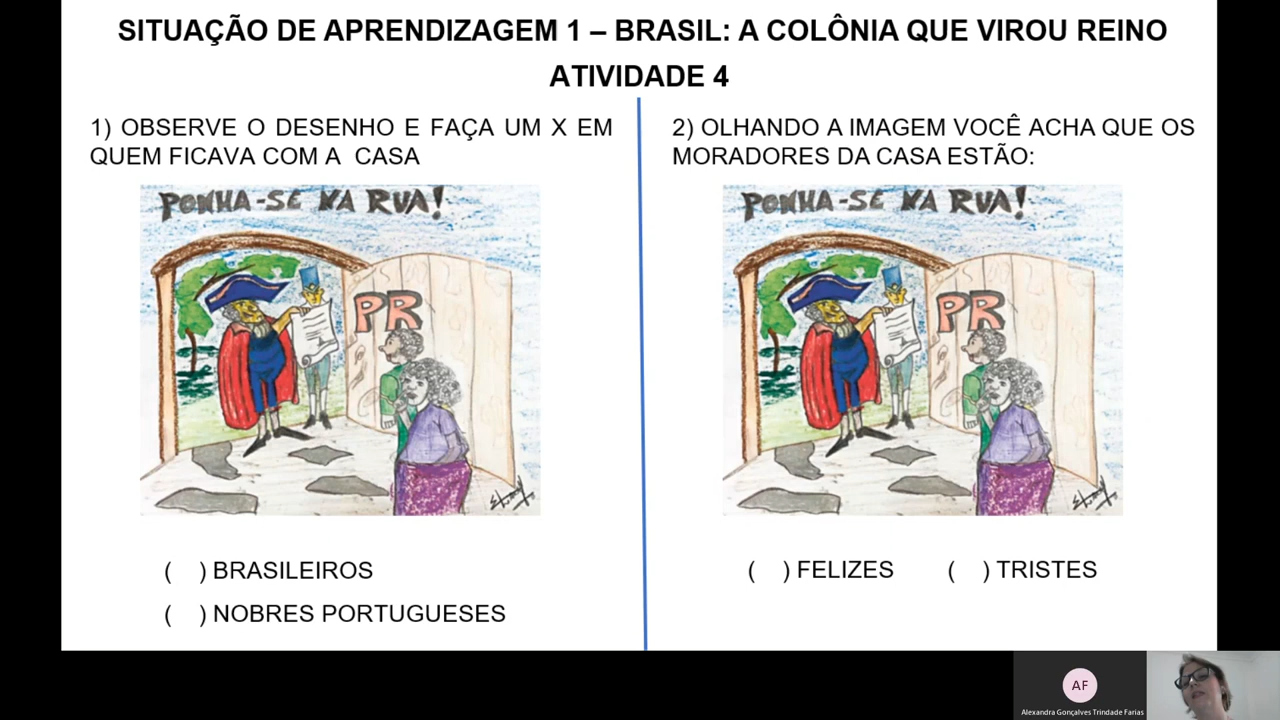 SITUAÇÃO DE APRENDIZAGEM 1 – BRASIL: A COLÔNIA QUE VIROU REINO
ATIVIDADE 4
1) OBSERVE O DESENHO E FAÇA UM X EM
QUEM FICAVA COM A CASA
PONHA-SE NA RUA!
PR
( ) BRASILEIROS
( ) NOBRES PORTUGUESES
2) OLHANDO A IMAGEM VOCÊ ACHA QUE OS
MORADORES DA CASA ESTÃO:
PONHA-SE NA RUA!
PR
( ) FELIZES ( ) TRISTES
AF
Alexandra Gonçalves Trindade Farias